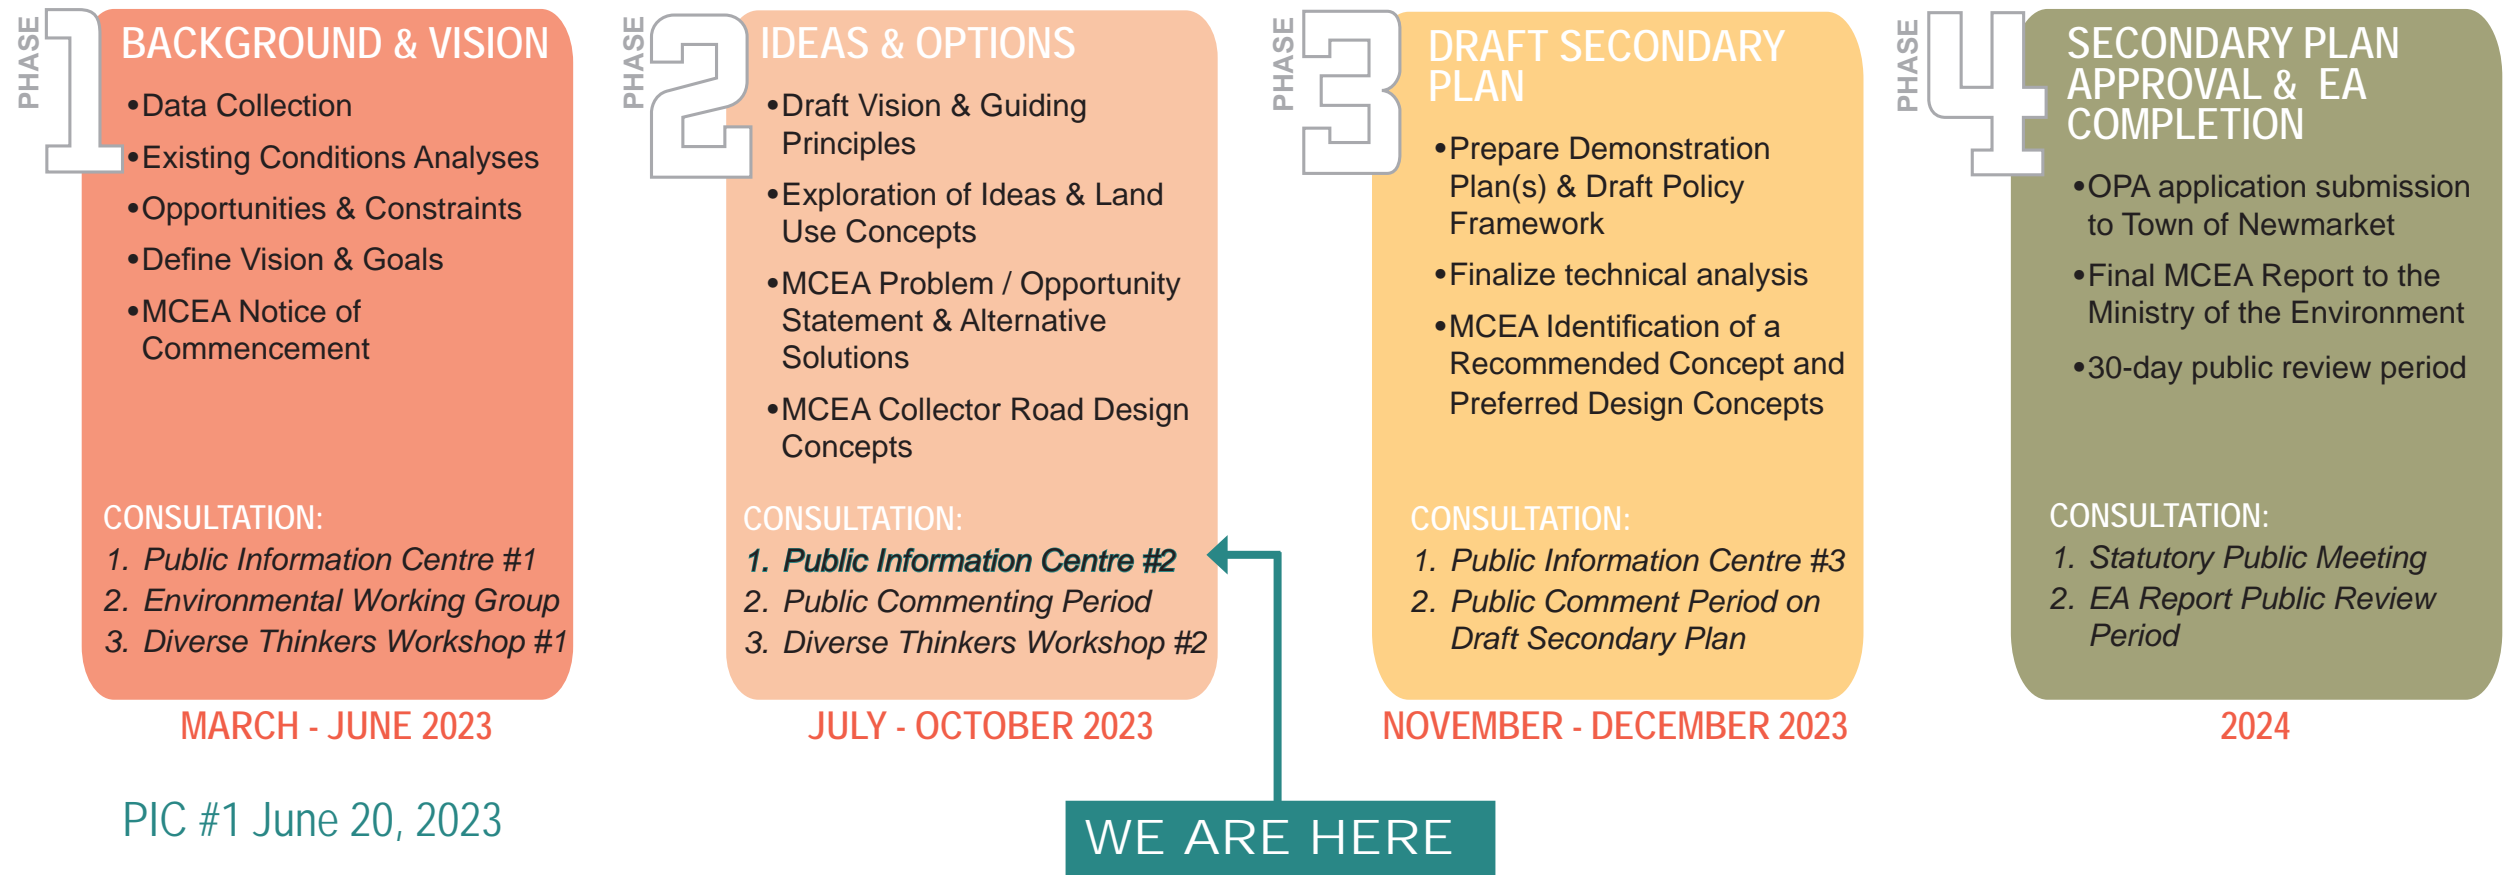 PHASE
1
BACKGROUND & VISION
•Data Collection
•Existing Conditions Analyses
•Opportunities & Constraints
•Define Vision & Goals
•MCEA Notice of
Commencement
CONSULTATION:
1. Public Information Centre #1
2. Environmental Working Group
3. Diverse Thinkers Workshop #1
MARCH - JUNE 2023
PIC #1 June 20, 2023
PHASE
2
IDEAS & OPTIONS
•Draft Vision & Guiding
Principles
•Exploration of Ideas & Land
Use Concepts
•MCEA Problem / Opportunity
Statement & Alternative
Solutions
•MCEA Collector Road Design
Concepts
CONSULTATION:
1. Public Information Centre #2
2. Public Commenting Period
3. Diverse Thinkers Workshop #2
JULY - OCTOBER 2023
WE ARE HERE
PHASE
3
DRAFT SECONDARY
PLAN
•Prepare Demonstration
Plan(s) & Draft Policy
Framework
•Finalize technical analysis
•MCEA Identification of a
Recommended Concept and
Preferred Design Concepts
CONSULTATION:
1. Public Information Centre #3
2. Public Comment Period on
Draft Secondary Plan
NOVEMBER - DECEMBER 2023
PHASE
4
SECONDARY PLAN
APPROVAL & EA
COMPLETION
•OPA application submission
to Town of Newmarket
•Final MCEA Report to the
Ministry of the Environment
•30-day public review period
CONSULTATION:
1. Statutory Public Meeting
2. EA Report Public Review
Period
2024